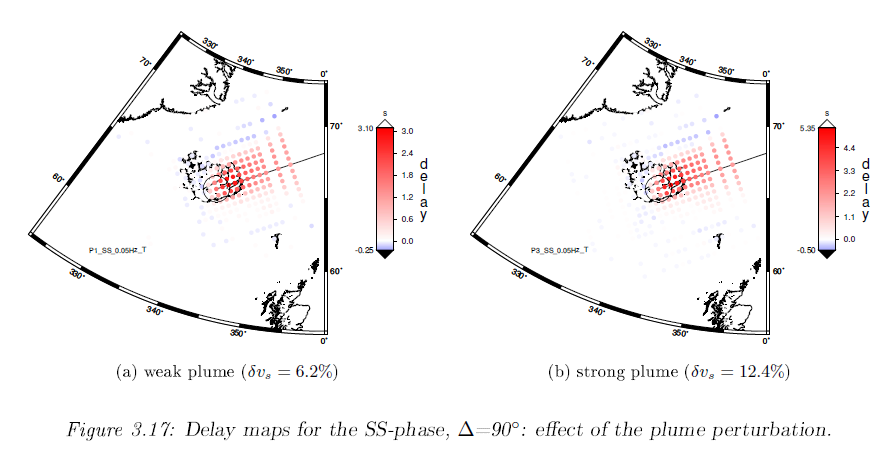 330° 340° 350° 0°
70° 70°
60° 60°
330° 340° 350° 0°
P1_SS_0.05Hz_T
s
3.10
3.0
2.4
1.8
1.2
0.6
0.0
-0.25
delay
330° 340° 350° 0°
70° 70°
60° 60°
330° 340° 350° 0°
P3_SS_0.05Hz_T
s
5.35
4.4
3.3
2.2
1.1
0.0
-0.50
delay
(a) weak plume (δvₛ = 6.2%)
(b) strong plume (δvₛ = 12.4%)
Figure 3.17: Delay maps for the SS-phase, Δ=90°: effect of the plume perturbation.